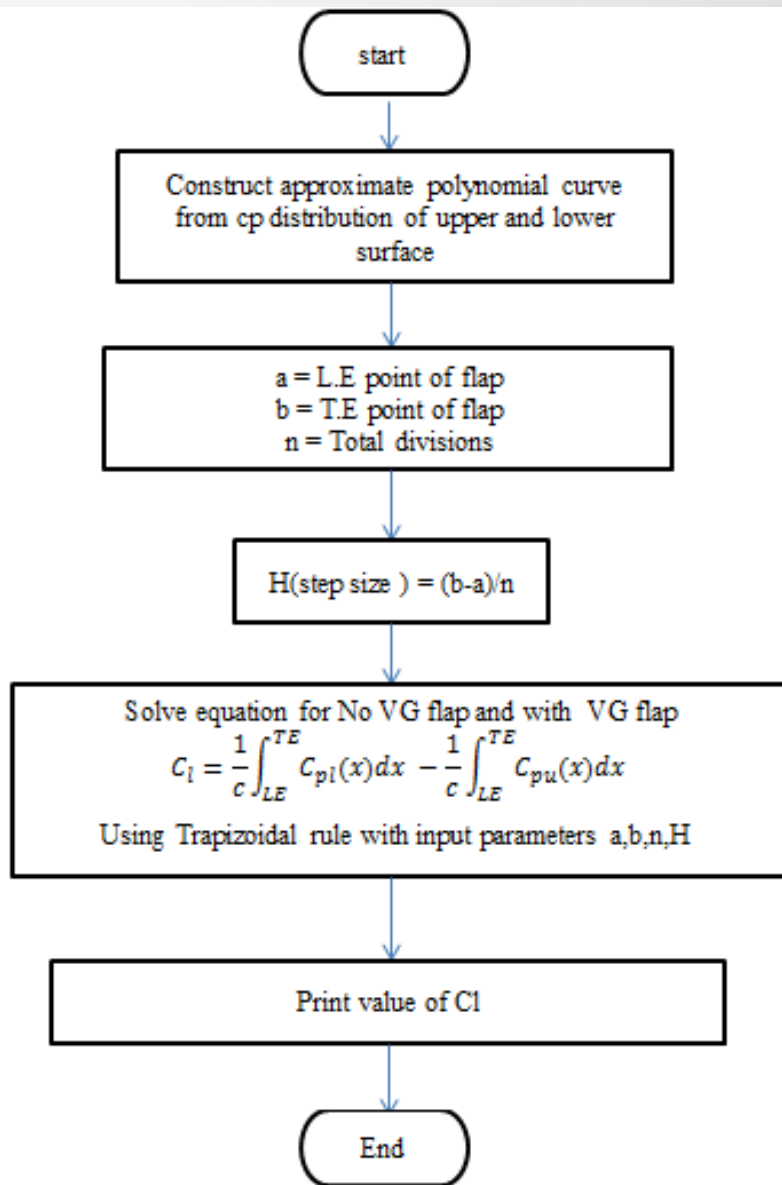 start
Construct approximate polynomial curve
from cp distribution of upper and lower
surface
a = L.E point of flap
b = T.E point of flap
n = Total divisions
H(step size ) = (b-a)/n
Solve equation for No VG flap and with VG flap
$C_l = \frac{1}{c}\int_{LE}^{TE} C_{pl}(x)dx - \frac{1}{c}\int_{LE}^{TE} C_{pu}(x)dx$
Using Trapizoidal rule with input parameters a,b,n,H
Print value of Cl
End